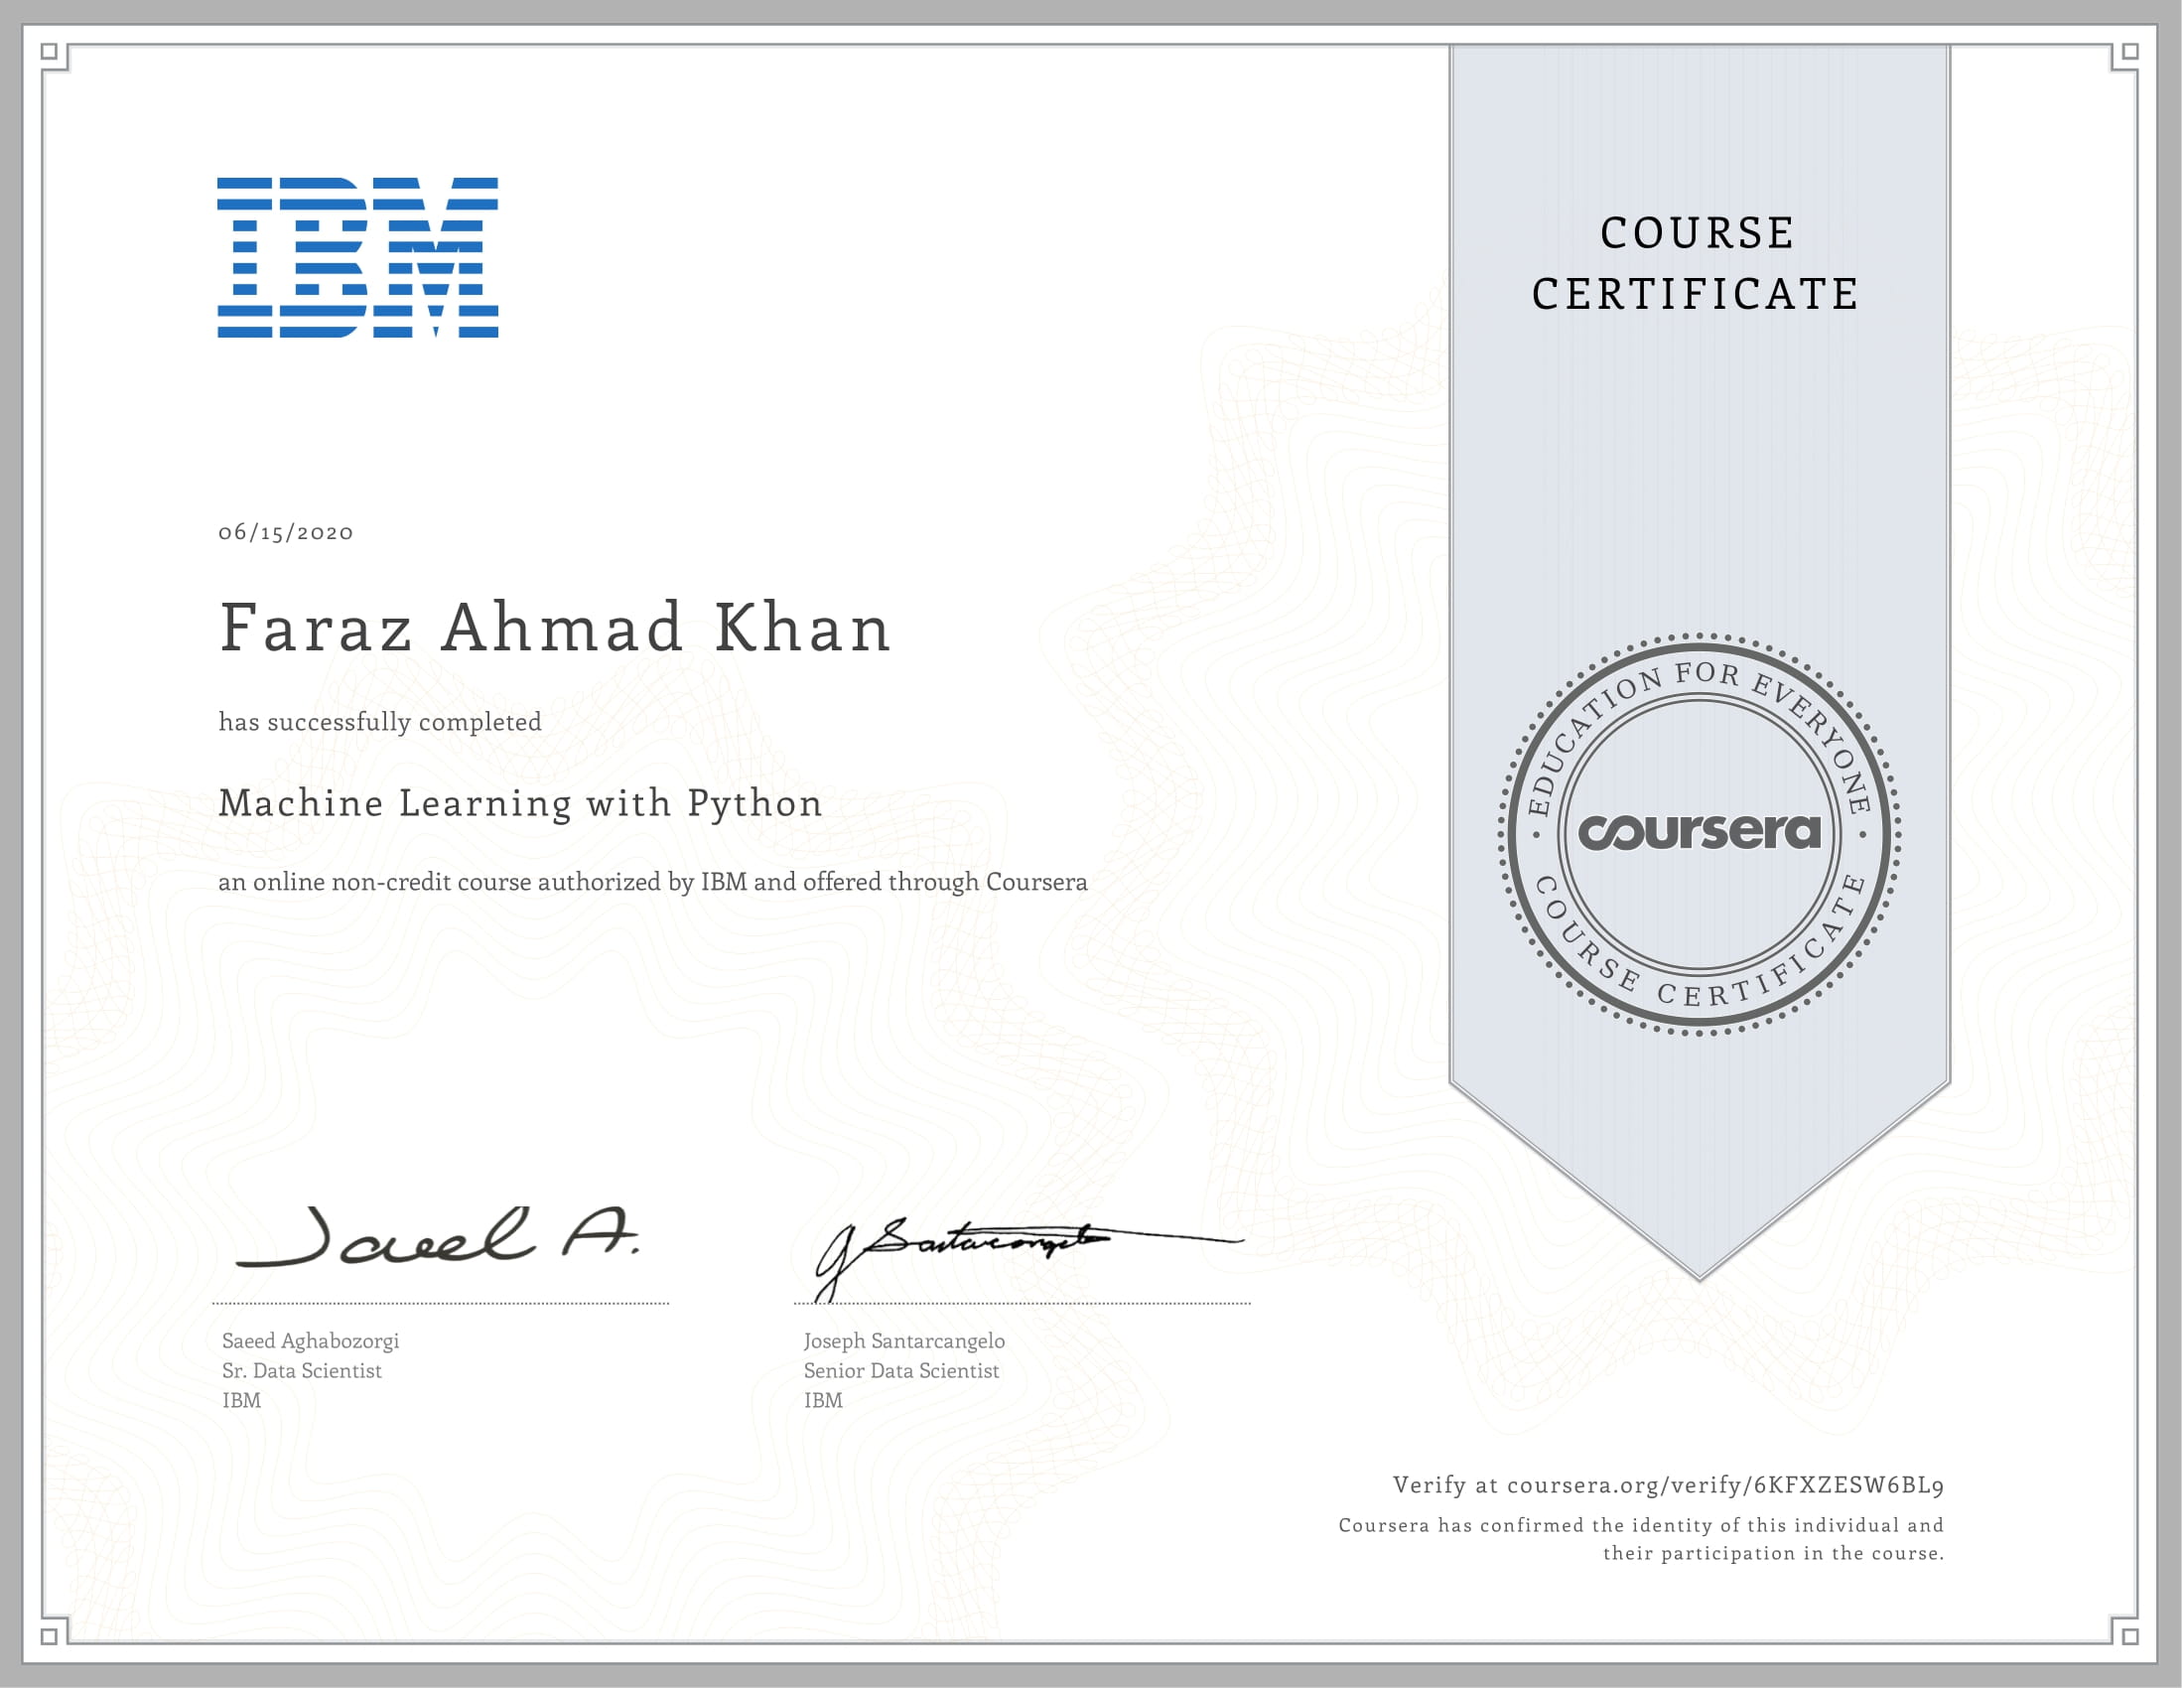 IBM
COURSE
CERTIFICATE
06/15/2020
Faraz Ahmad Khan
has successfully completed
Machine Learning with Python
an online non-credit course authorized by IBM and offered through Coursera
EDUCATION FOR EVERYONE
coursera
COURSE CERTIFICATE
Saeed A.
J Santarcangelo
Saeed Aghabozorgi
Sr. Data Scientist
IBM
Joseph Santarcangelo
Senior Data Scientist
IBM
Verify at coursera.org/verify/6KFXZESW6BL9
Coursera has confirmed the identity of this individual and
their participation in the course.